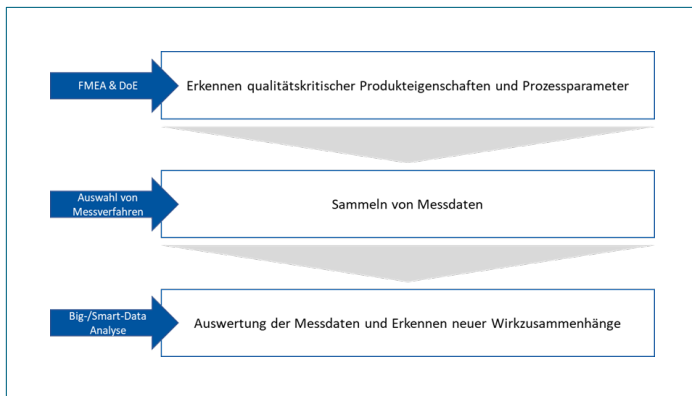 FMEA & DoE
Erkennen qualitätskritischer Produkteigenschaften und Prozessparameter
Auswahl von
Messverfahren
Sammeln von Messdaten
Big-/Smart-Data
Analyse
Auswertung der Messdaten und Erkennen neuer Wirkzusammenhänge